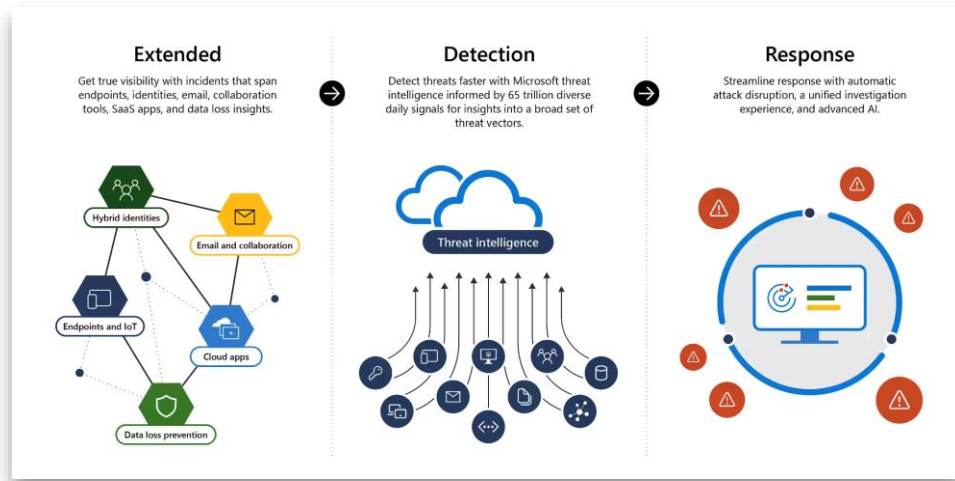 Extended
Get true visibility with incidents that span
endpoints, identities, email, collaboration
tools, SaaS apps, and data loss insights.
Hybrid identities
Email and collaboration
Endpoints and IoT
Cloud apps
Data loss prevention
Detection
Detect threats faster with Microsoft threat
intelligence informed by 65 trillion diverse
daily signals for insights into a broad set of
threat vectors.
Threat intelligence
Response
Streamline response with automatic
attack disruption, a unified investigation
experience, and advanced AI.